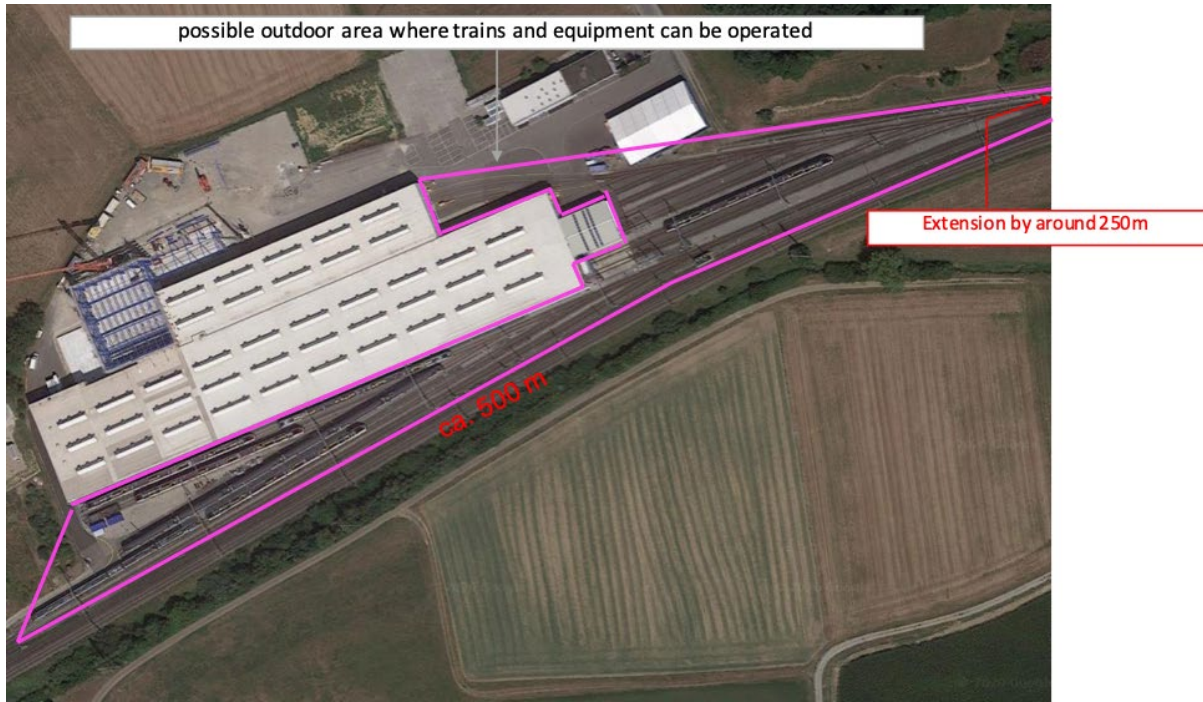 possible outdoor area where trains and equipment can be operated
Extension by around 250m
ca. 500 m